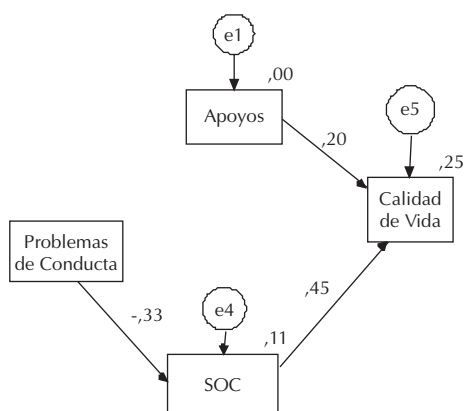 e1
,00
Apoyos
e5
,20
,25
Calidad
de Vida
Problemas
de Conducta
,45
-,33
e4
,11
SOC